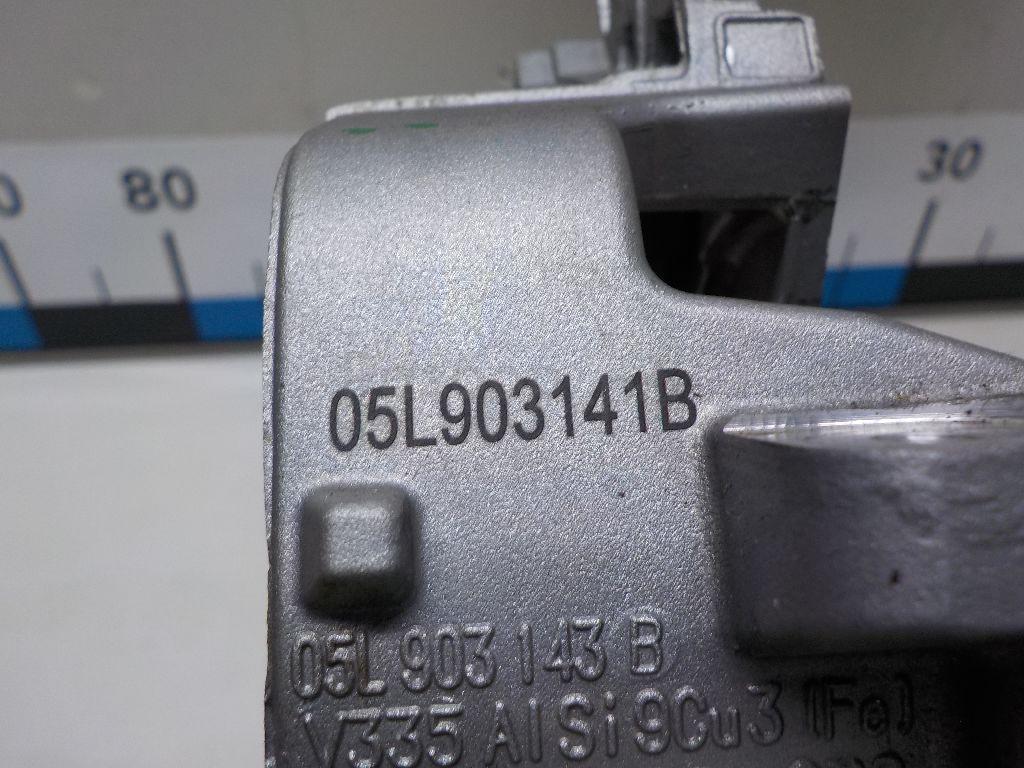 80
30
05L903141B
05L 903 143 B
V335 AlSi9Cu3 (Fe)